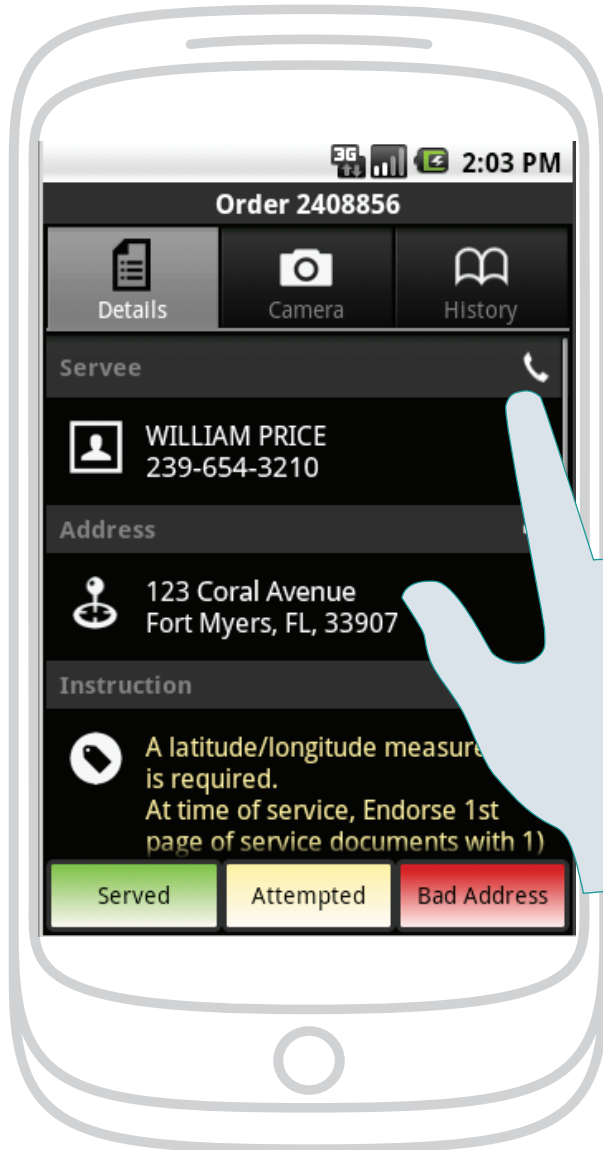 3G
2:03 PM
Order 2408856
Details
Camera
History
Servee
WILLIAM PRICE
239-654-3210
Address
123 Coral Avenue
Fort Myers, FL, 33907
Instruction
A latitude/longitude
is required.
At time of service, Endorse 1st
page of service documents with 1)
Served
Attempted
Bad Address